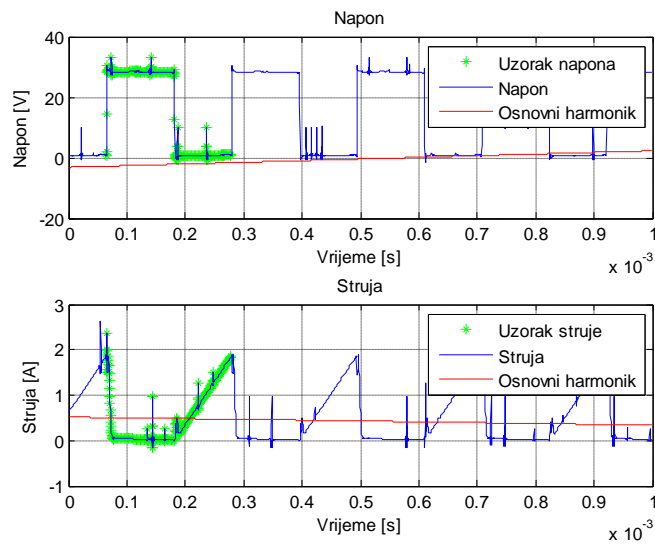 Napon
40
20
0
-20
Napon [V]
Uzorak napona
Napon
Osnovni harmonik
0 0.1 0.2 0.3 0.4 0.5 0.6 0.7 0.8 0.9 1
Vrijeme [s]
x 10⁻³
Struja
3
2
1
0
-1
Struja [A]
Uzorak struje
Struja
Osnovni harmonik
0 0.1 0.2 0.3 0.4 0.5 0.6 0.7 0.8 0.9 1
Vrijeme [s]
x 10⁻³